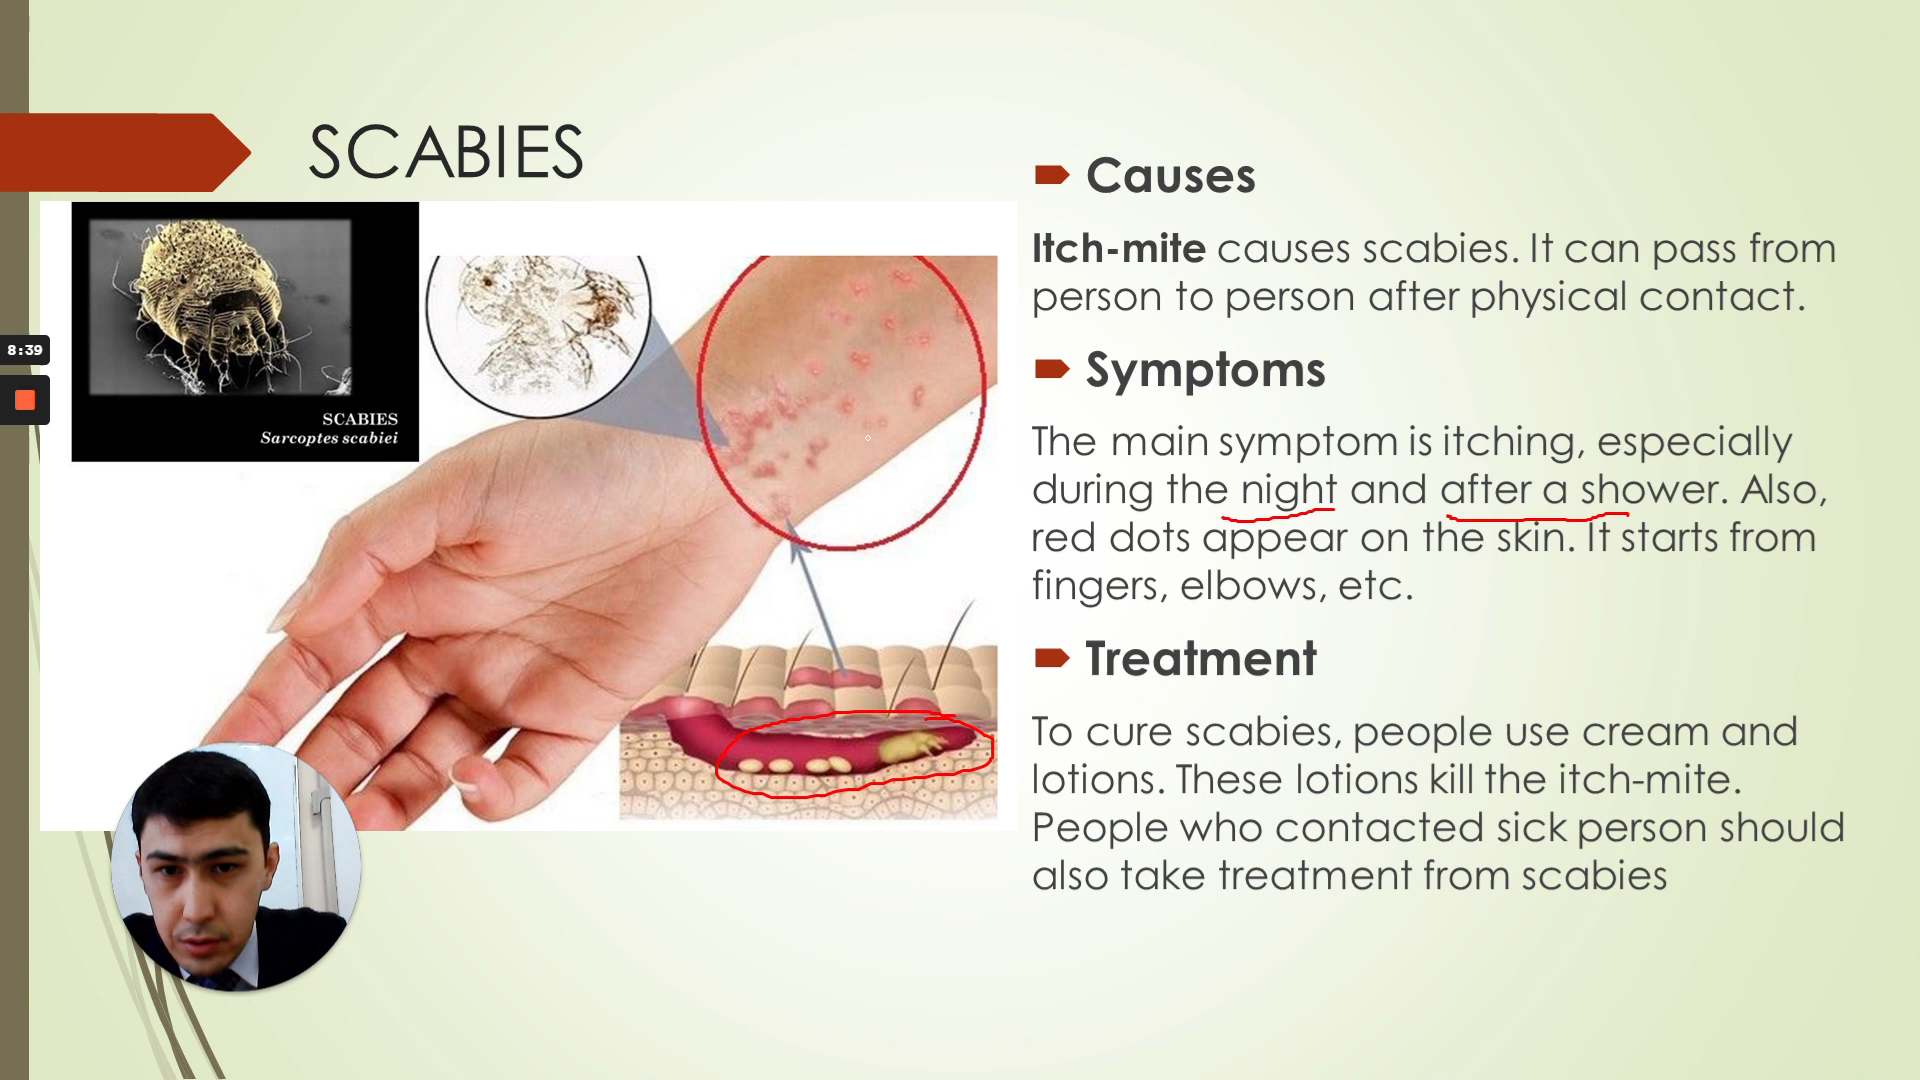 SCABIES
SCABIES
Sarcoptes scabiei
8:39
Causes
Itch-mite causes scabies. It can pass from
person to person after physical contact.
Symptoms
The main symptom is itching, especially
during the night and after a shower. Also,
red dots appear on the skin. It starts from
fingers, elbows, etc.
Treatment
To cure scabies, people use cream and
lotions. These lotions kill the itch-mite.
People who contacted sick person should
also take treatment from scabies